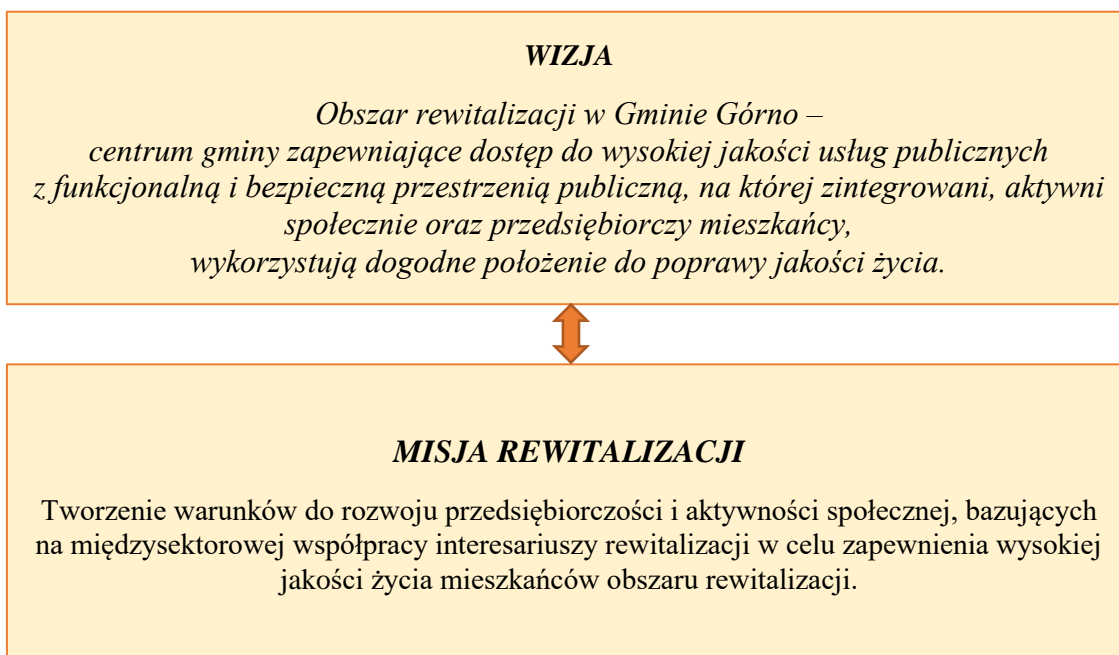 WIZJA
Obszar rewitalizacji w Gminie Górno –
centrum gminy zapewniające dostęp do wysokiej jakości usług publicznych
z funkcjonalną i bezpieczną przestrzenią publiczną, na której zintegrowani, aktywni
społecznie oraz przedsiębiorczy mieszkańcy,
wykorzystują dogodne położenie do poprawy jakości życia.
MISJA REWITALIZACJI
Tworzenie warunków do rozwoju przedsiębiorczości i aktywności społecznej, bazujących
na międzysektorowej współpracy interesariuszy rewitalizacji w celu zapewnienia wysokiej
jakości życia mieszkańców obszaru rewitalizacji.